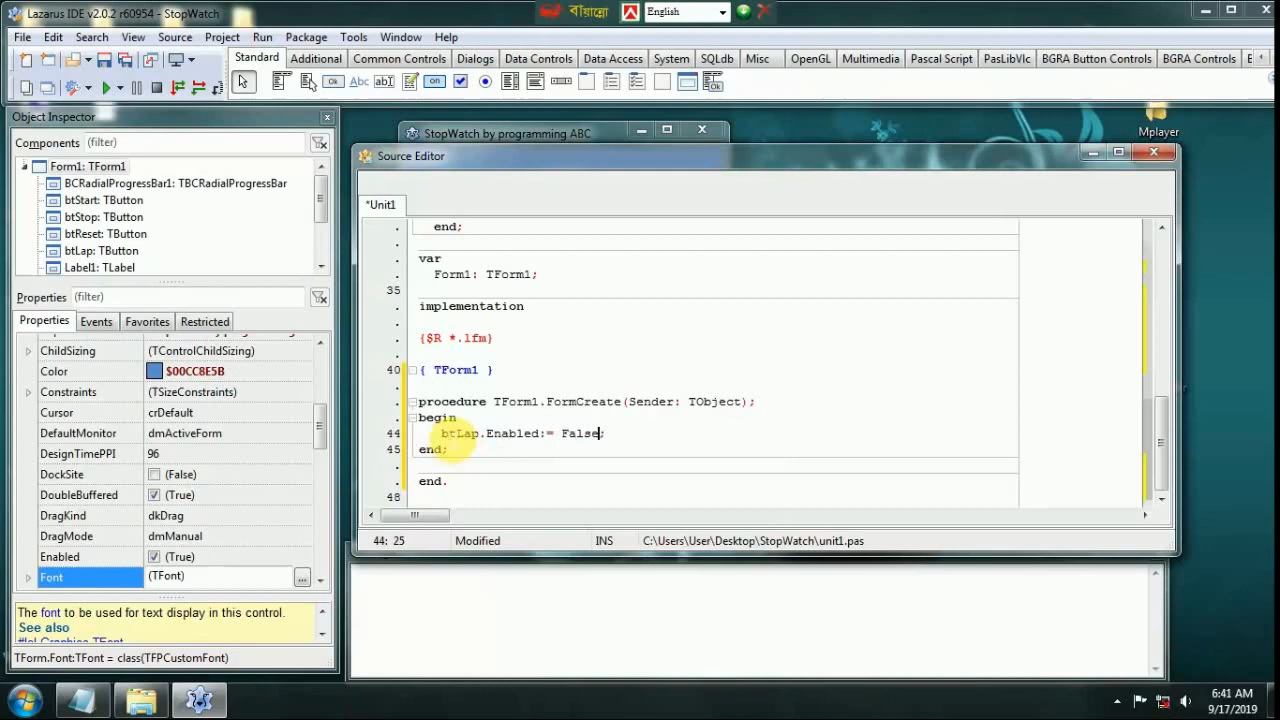 Lazarus IDE v2.0.2 r60954 - StopWatch
বায়ান্নো
English
File Edit Search View Source Project Run Package Tools Window Help
Standard Additional Common Controls Dialogs Data Controls Data Access System SQLdb Misc OpenGL Multimedia Pascal Script PasLibVlc BGRA Button Controls BGRA Controls
Ok Abc abI on Ok
Object Inspector
Components (filter)
Form1: TForm1
BCRadialProgressBar1: TBCRadialProgressBar
btStart: TButton
btStop: TButton
btReset: TButton
btLap: TButton
Label1: TLabel
Properties (filter)
Properties Events Favorites Restricted
ChildSizing (TControlChildSizing)
Color $00CC8E5B
Constraints (TSizeConstraints)
Cursor crDefault
DefaultMonitor dmActiveForm
DesignTimePPI 96
DockSite (False)
DoubleBuffered (True)
DragKind dkDrag
DragMode dmManual
Enabled (True)
Font (TFont) ...
The font to be used for text display in this control.
See also
TForm.Font:TFont = class(TFPCustomFont)
StopWatch by programming ABC
Mplayer
Source Editor
*Unit1
end;
var
Form1: TForm1;
35
implementation
{$R *.lfm}
40 { TForm1 }
procedure TForm1.FormCreate(Sender: TObject);
begin
44 btLap.Enabled:= False;
45 end;
end.
48
44: 25 Modified INS C:\Users\User\Desktop\StopWatch\unit1.pas
6:41 AM
9/17/2019